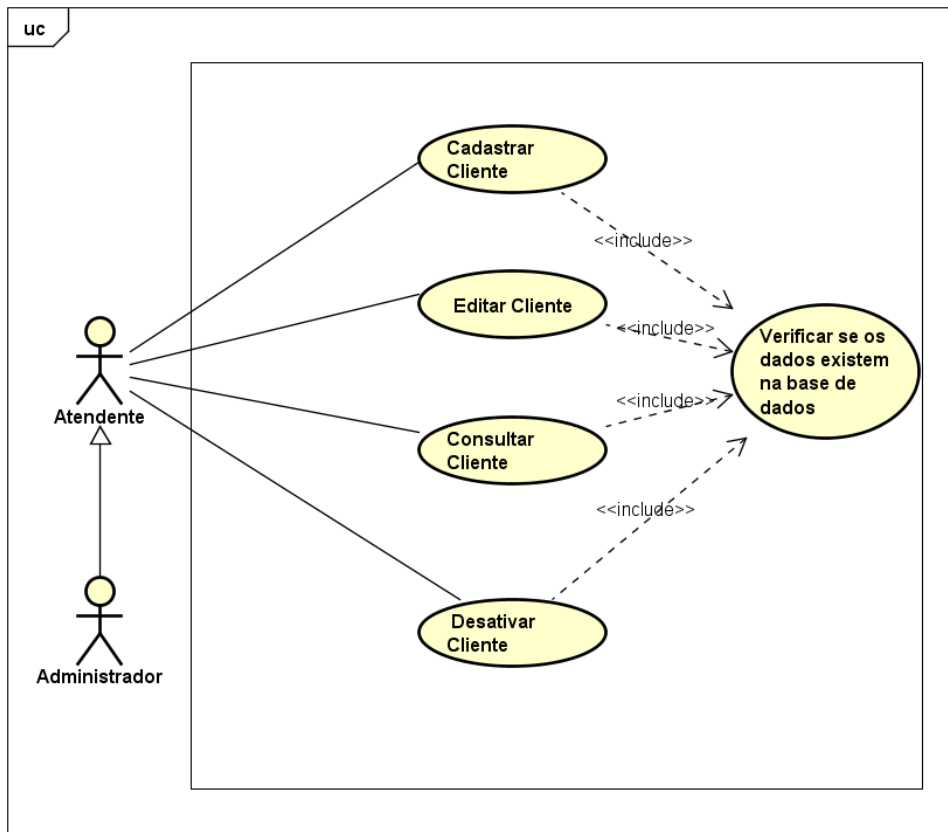 uc
Cadastrar
Cliente
<<include>>
Editar Cliente
<<include>>
Verificar se os
dados existem
na base de
dados
Atendente
<<include>>
Consultar
Cliente
<<include>>
Desativar
Cliente
Administrador